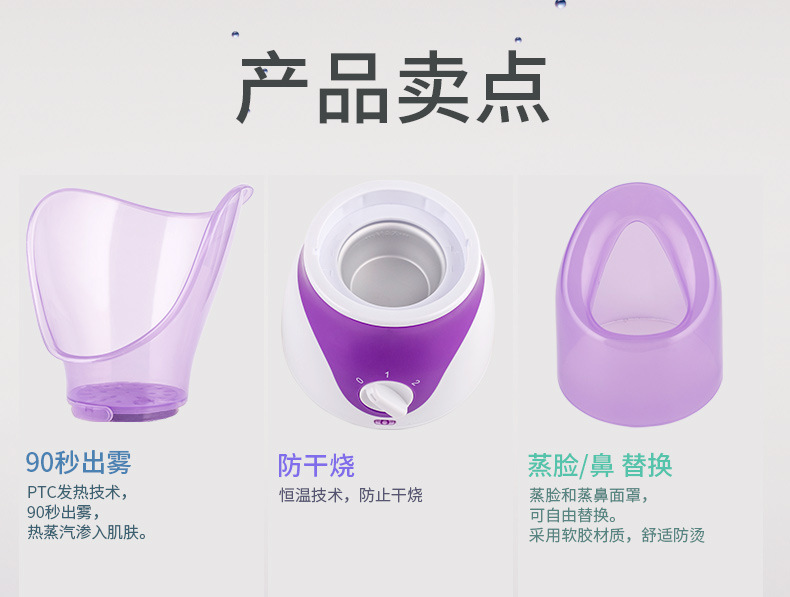 产品卖点
0 1 2
90秒出雾
PTC发热技术，
90秒出雾，
热蒸汽渗入肌肤。
防干烧
恒温技术，防止干烧
蒸脸/鼻 替换
蒸脸和蒸鼻面罩，
可自由替换。
采用软胶材质，舒适防烫